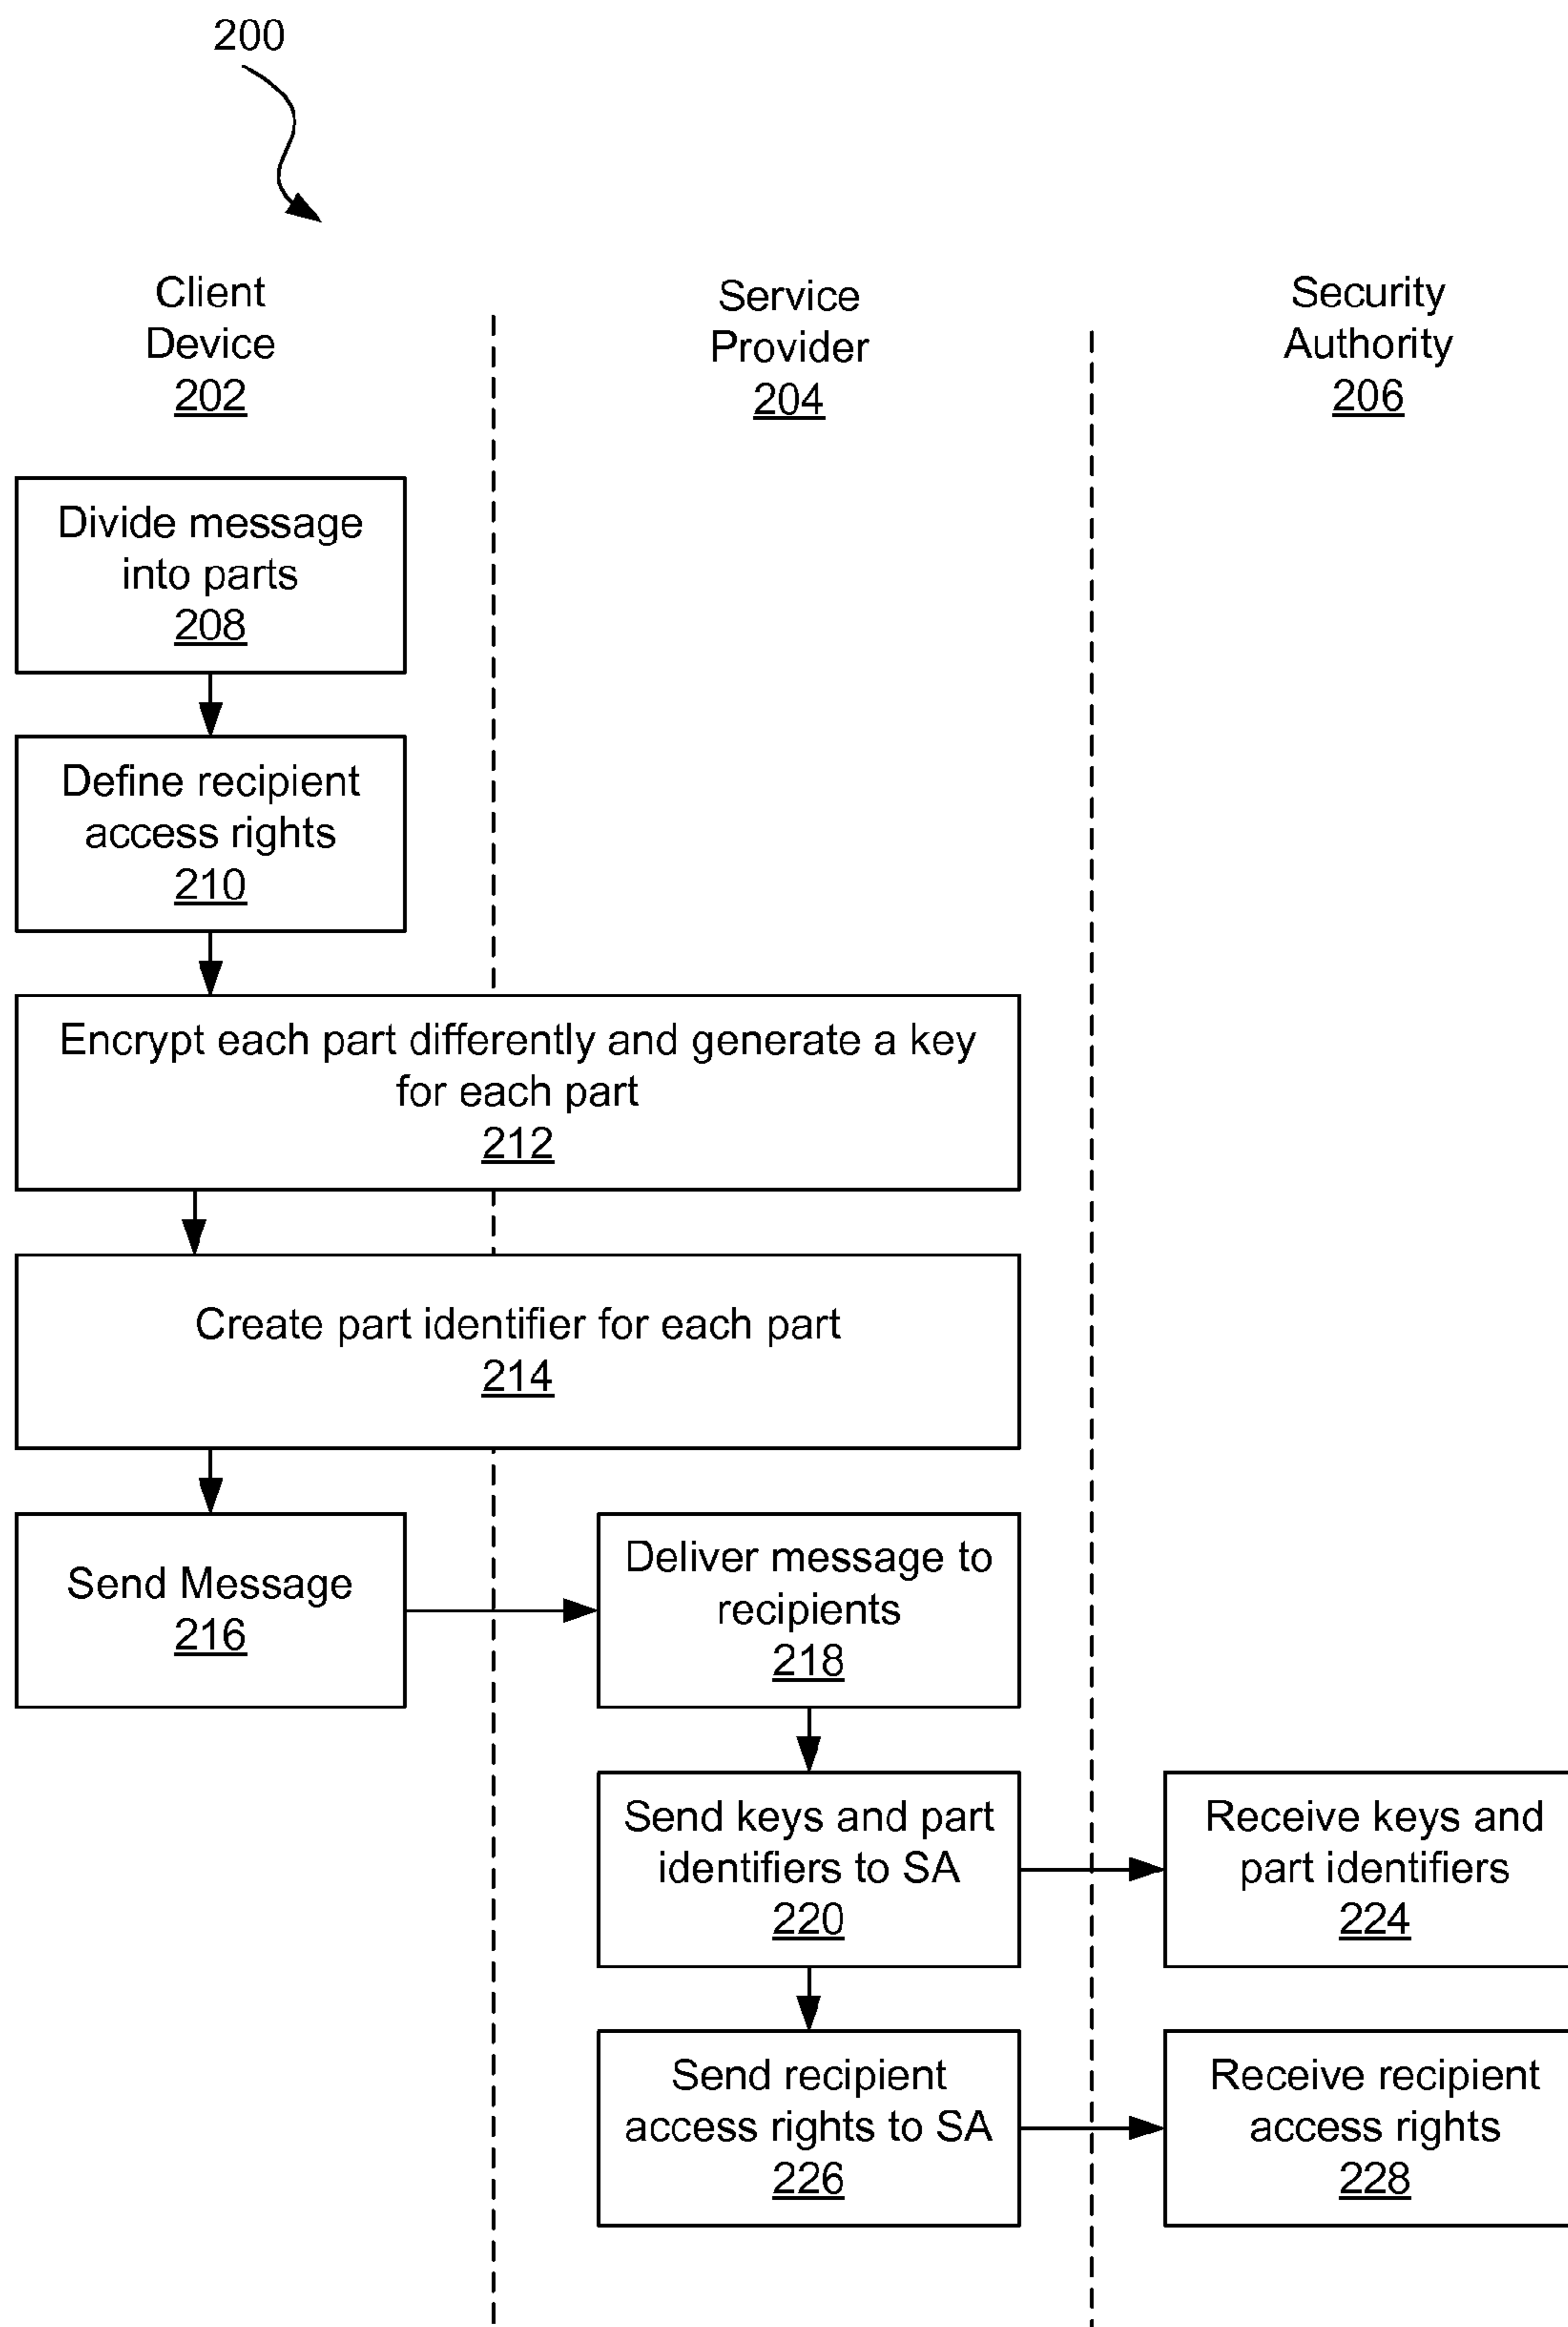 200
Client
Device
202
Service
Provider
204
Security
Authority
206
Divide message
into parts
208
Define recipient
access rights
210
Encrypt each part differently and generate a key
for each part
212
Create part identifier for each part
214
Send Message
216
Deliver message to
recipients
218
Send keys and part
identifiers to SA
220
Receive keys and
part identifiers
224
Send recipient
access rights to SA
226
Receive recipient
access rights
228